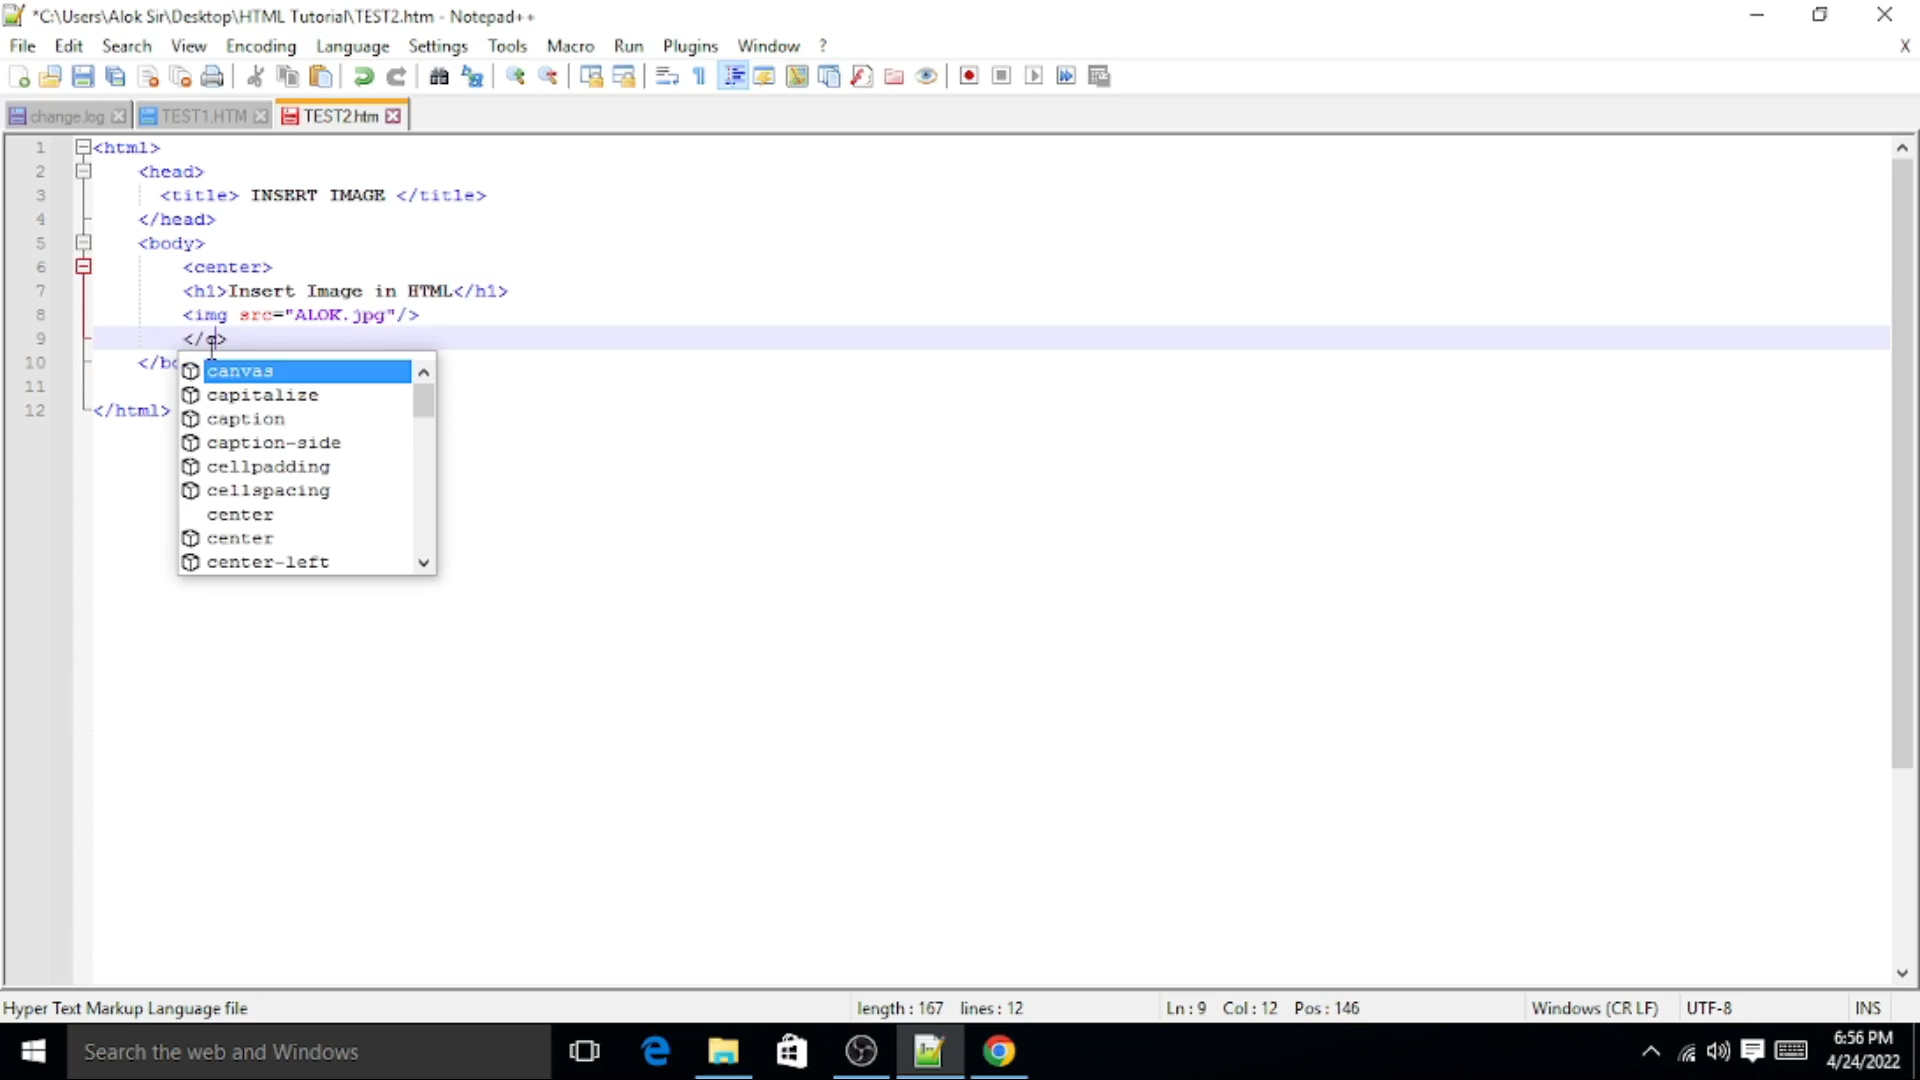 *C:\Users\Alok Sir\Desktop\HTML Tutorial\TEST2.htm - Notepad++
File Edit Search View Encoding Language Settings Tools Macro Run Plugins Window ? X
change.log TEST1.HTM TEST2.htm
1 <html>
2 <head>
3 <title> INSERT IMAGE </title>
4 </head>
5 <body>
6 <center>
7 <h1>Insert Image in HTML</h1>
8 <img src="ALOK.jpg"/>
9 </c>
10 </bo
11
12 </html>
canvas
capitalize
caption
caption-side
cellpadding
cellspacing
center
center
center-left
Hyper Text Markup Language file length : 167 lines : 12 Ln : 9 Col : 12 Pos : 146 Windows (CR LF) UTF-8 INS
Search the web and Windows
6:56 PM
4/24/2022